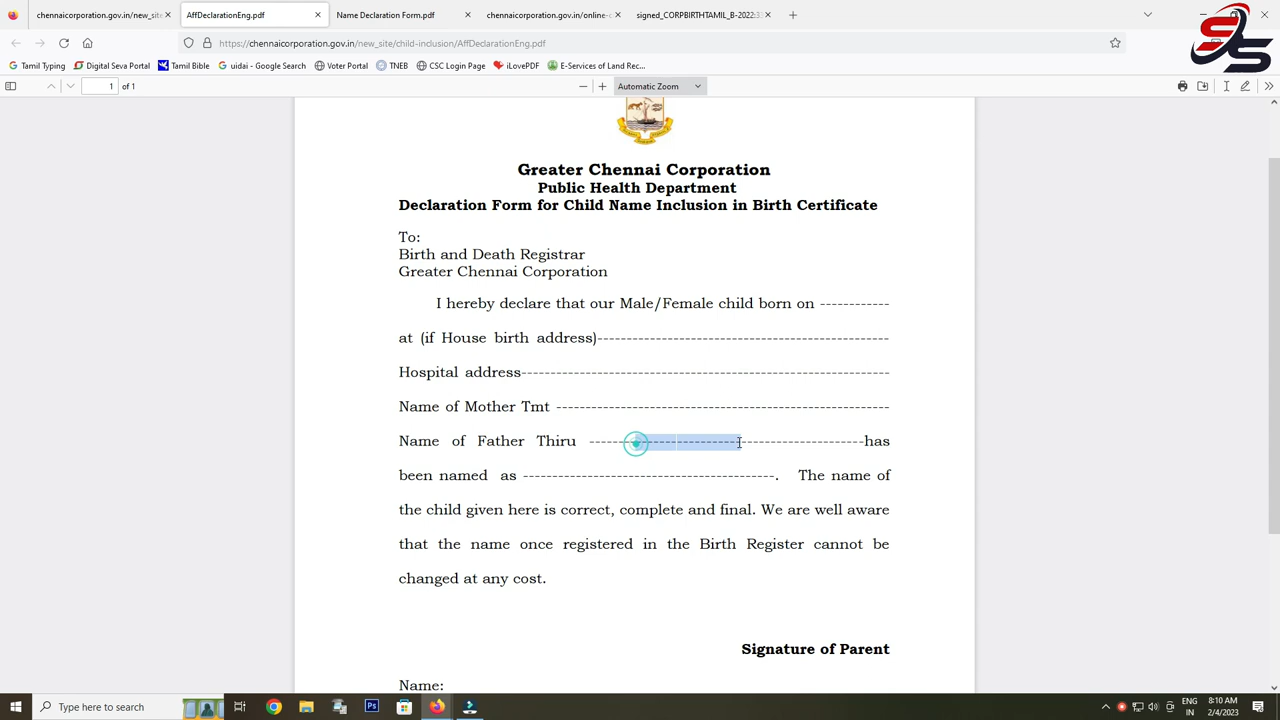 chennaicorporation.gov.in/new_site
AffDeclarationEng.pdf
Name Declaration Form.pdf
chennaicorporation.gov.in/online-
signed_CORPBIRTHTAMIL_B-2022:
https://chennaicorporation.gov.in/new_site/child-inclusion/AffDeclarationEng.pdf
Tamil Typing
Digital Seva Portal
Tamil Bible
uidai - Google Search
Voter Portal
TNEB
CSC Login Page
iLovePDF
E-Services of Land Rec...
1 of 1
Automatic Zoom
Greater Chennai Corporation
Public Health Department
Declaration Form for Child Name Inclusion in Birth Certificate
To:
Birth and Death Registrar
Greater Chennai Corporation
I hereby declare that our Male/Female child born on ------------
at (if House birth address)--------------------------------------------------
Hospital address---------------------------------------------------------------
Name of Mother Tmt ---------------------------------------------------------
Name of Father Thiru -----------------------------------------------has
been named as -------------------------------------------. The name of
the child given here is correct, complete and final. We are well aware
that the name once registered in the Birth Register cannot be
changed at any cost.
Signature of Parent
Name:
Type here to search
ENG
IN
8:10 AM
2/4/2023